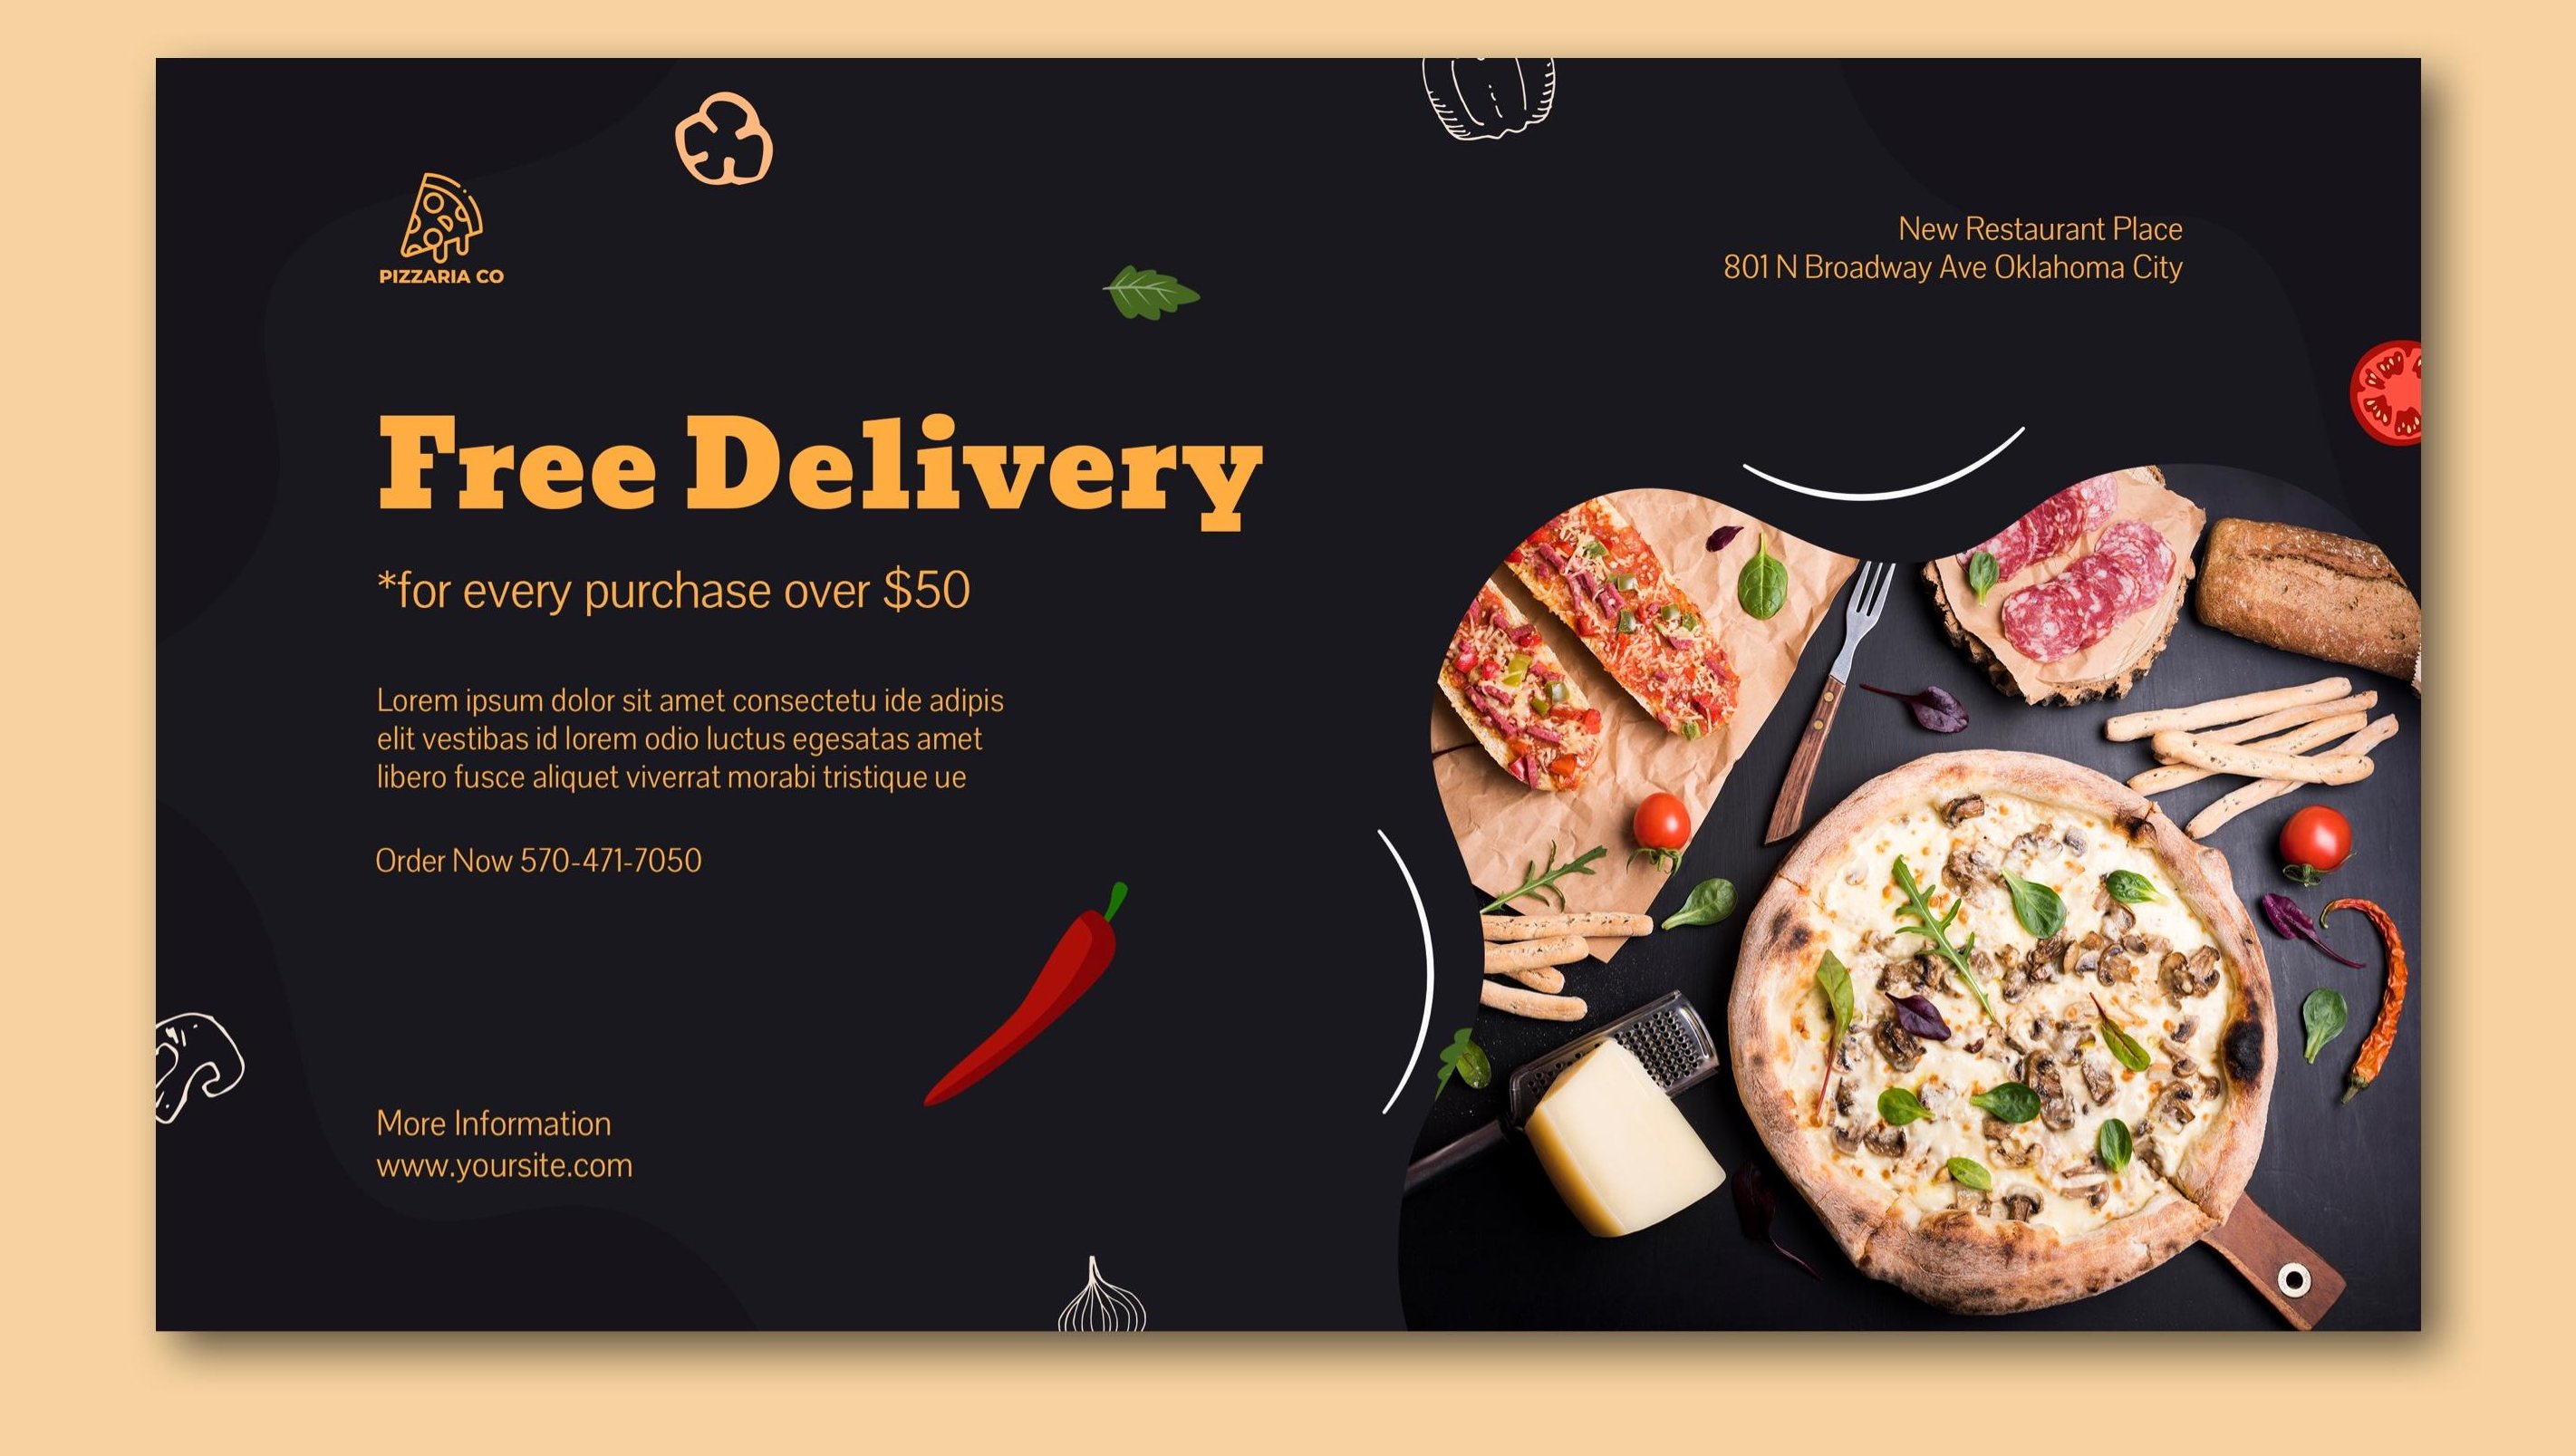 PIZZARIA CO
New Restaurant Place
801 N Broadway Ave Oklahoma City
Free Delivery
*for every purchase over $50
Lorem ipsum dolor sit amet consectetu ide adipis
elit vestibas id lorem odio luctus egesatas amet
libero fusce aliquet viverrat morabi tristique ue
Order Now 570-471-7050
More Information
www.yoursite.com